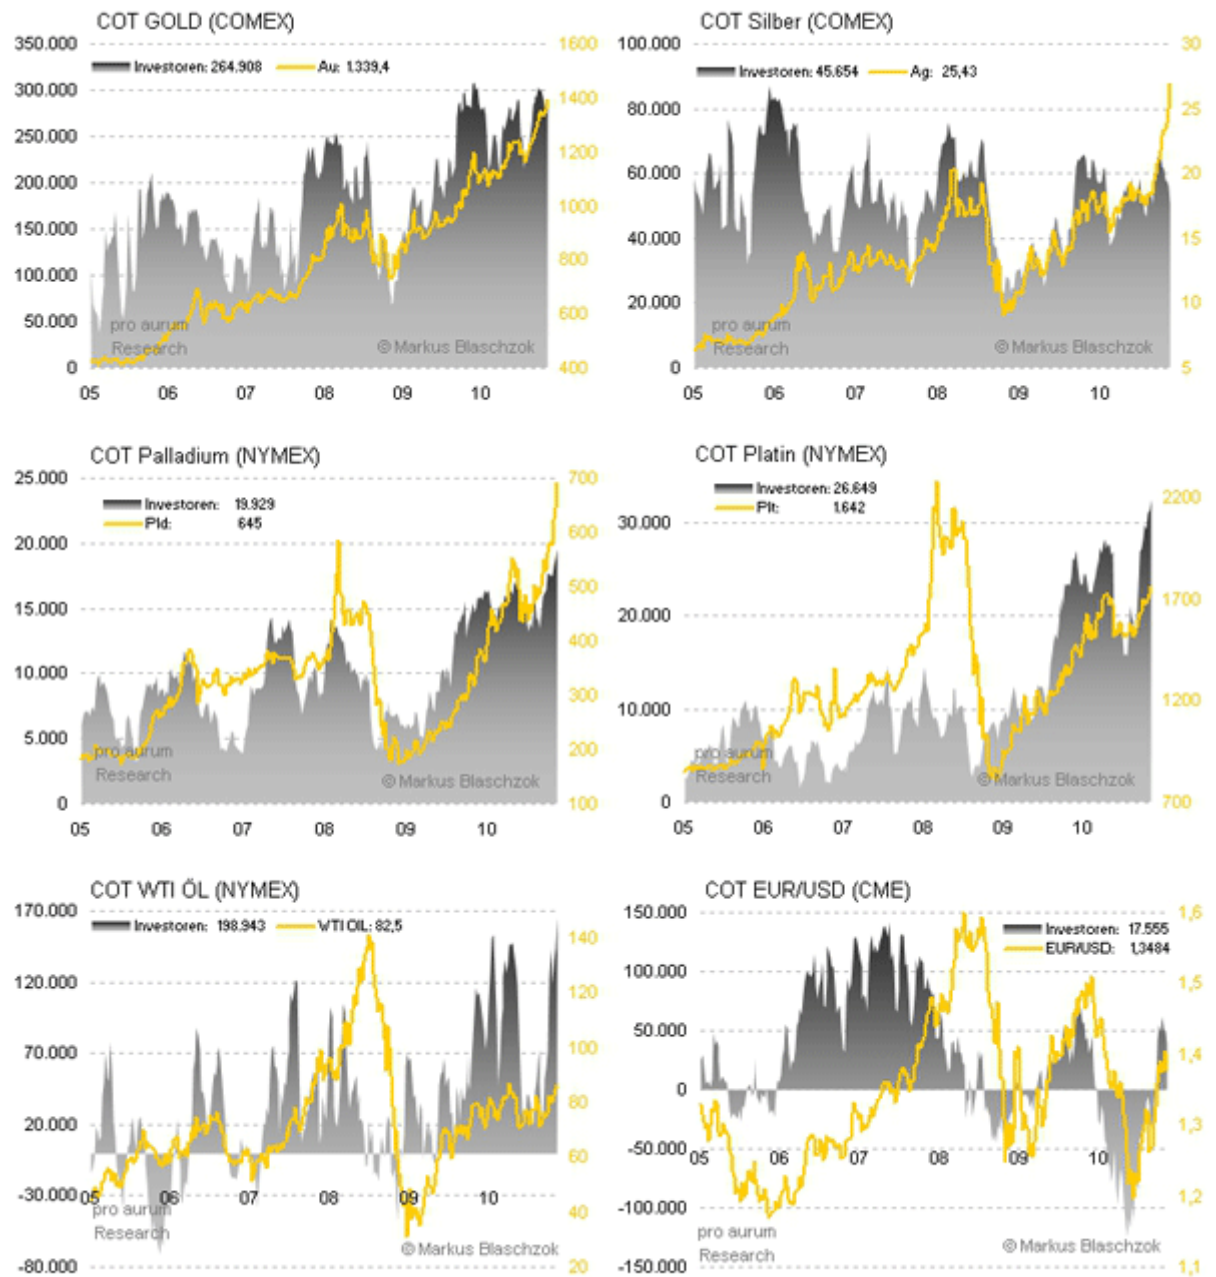 COT GOLD (COMEX)
350.000
300.000
250.000
200.000
150.000
100.000
50.000
0
1600
1400
1200
1000
800
600
400
Investoren: 264.908
Au: 1.339,4
pro aurum
Research
© Markus Blaschzok
05 06 07 08 09 10
COT Silber (COMEX)
100.000
80.000
60.000
40.000
20.000
0
30
25
20
15
10
5
Investoren: 45.654
Ag: 25,43
pro aurum
Research
© Markus Blaschzok
05 06 07 08 09 10
COT Palladium (NYMEX)
25.000
20.000
15.000
10.000
5.000
0
700
600
500
400
300
200
100
Investoren: 19.929
Pld: 645
pro aurum
Research
© Markus Blaschzok
05 06 07 08 09 10
COT Platin (NYMEX)
30.000
20.000
10.000
0
2200
1700
1200
700
Investoren: 26.649
Plt: 1.642
pro aurum
Research
© Markus Blaschzok
05 06 07 08 09 10
COT WTI ÖL (NYMEX)
170.000
120.000
70.000
20.000
-30.000
-80.000
140
120
100
80
60
40
20
Investoren: 198.943
WTI OIL: 82,5
05 06 07 08 09 10
pro aurum
Research
© Markus Blaschzok
COT EUR/USD (CME)
150.000
100.000
50.000
0
-50.000
-100.000
-150.000
1,6
1,5
1,4
1,3
1,2
1,1
Investoren: 17.555
EUR/USD: 1,3484
05 06 07 08 09 10
pro aurum
Research
© Markus Blaschzok